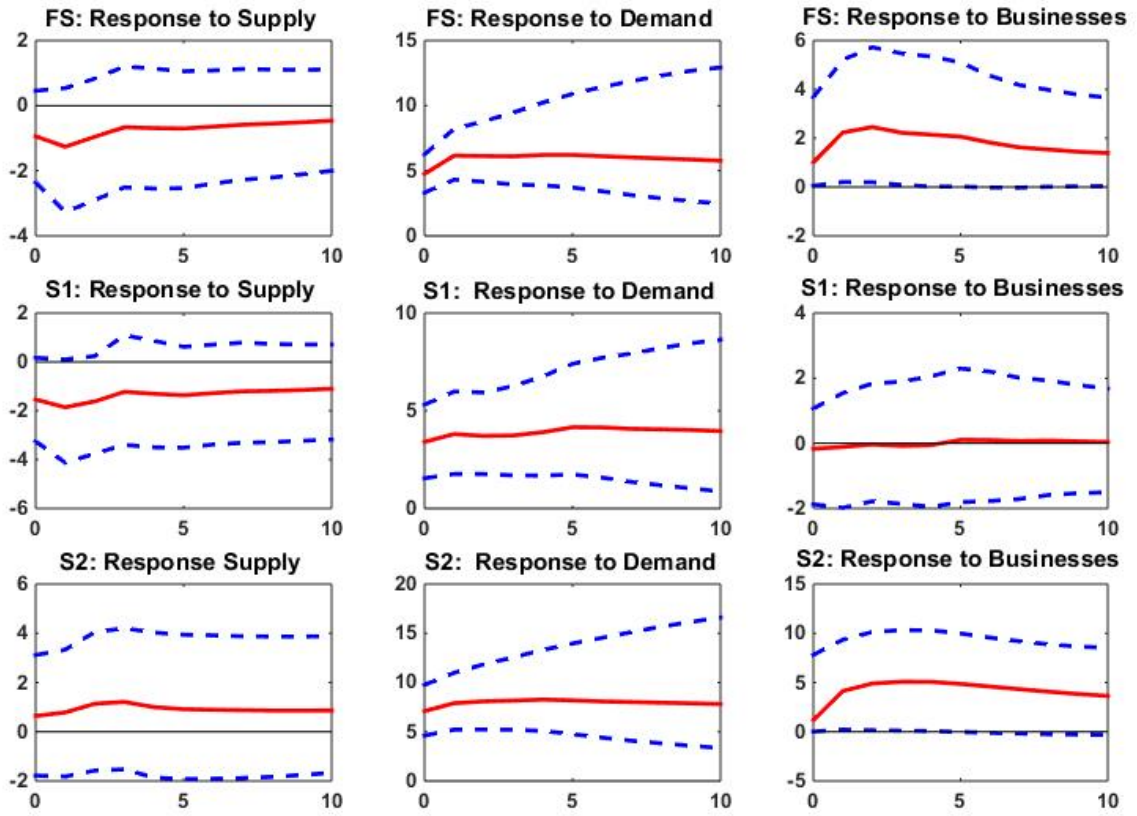 FS: Response to Supply
2
0
-2
-4
0 5 10
FS: Response to Demand
15
10
5
0
0 5 10
FS: Response to Businesses
6
4
2
0
-2
0 5 10
S1: Response to Supply
2
0
-2
-4
-6
0 5 10
S1: Response to Demand
10
5
0
0 5 10
S1: Response to Businesses
4
2
0
-2
0 5 10
S2: Response Supply
6
4
2
0
-2
0 5 10
S2: Response to Demand
20
15
10
5
0
0 5 10
S2: Response to Businesses
15
10
5
0
-5
0 5 10